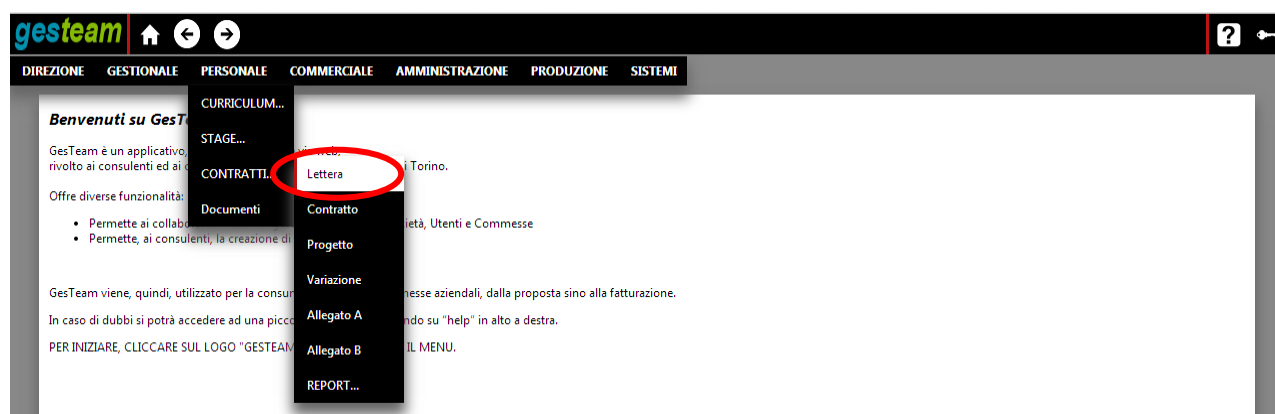 gesteam
?
DIREZIONE GESTIONALE PERSONALE COMMERCIALE AMMINISTRAZIONE PRODUZIONE SISTEMI
CURRICULUM...
STAGE...
CONTRATTI...
Documenti
Lettera
Contratto
Progetto
Variazione
Allegato A
Allegato B
REPORT...
Benvenuti su GesT
GesTeam è un applicativo, via web,
rivolto ai consulenti ed ai i Torino.
Offre diverse funzionalità:
• Permette ai collabo ietà, Utenti e Commesse
• Permette, ai consulenti, la creazione di
GesTeam viene, quindi, utilizzato per la consu messe aziendali, dalla proposta sino alla fatturazione.
In caso di dubbi si potrà accedere ad una picco ndo su "help" in alto a destra.
PER INIZIARE, CLICCARE SUL LOGO "GESTEAM IL MENU.